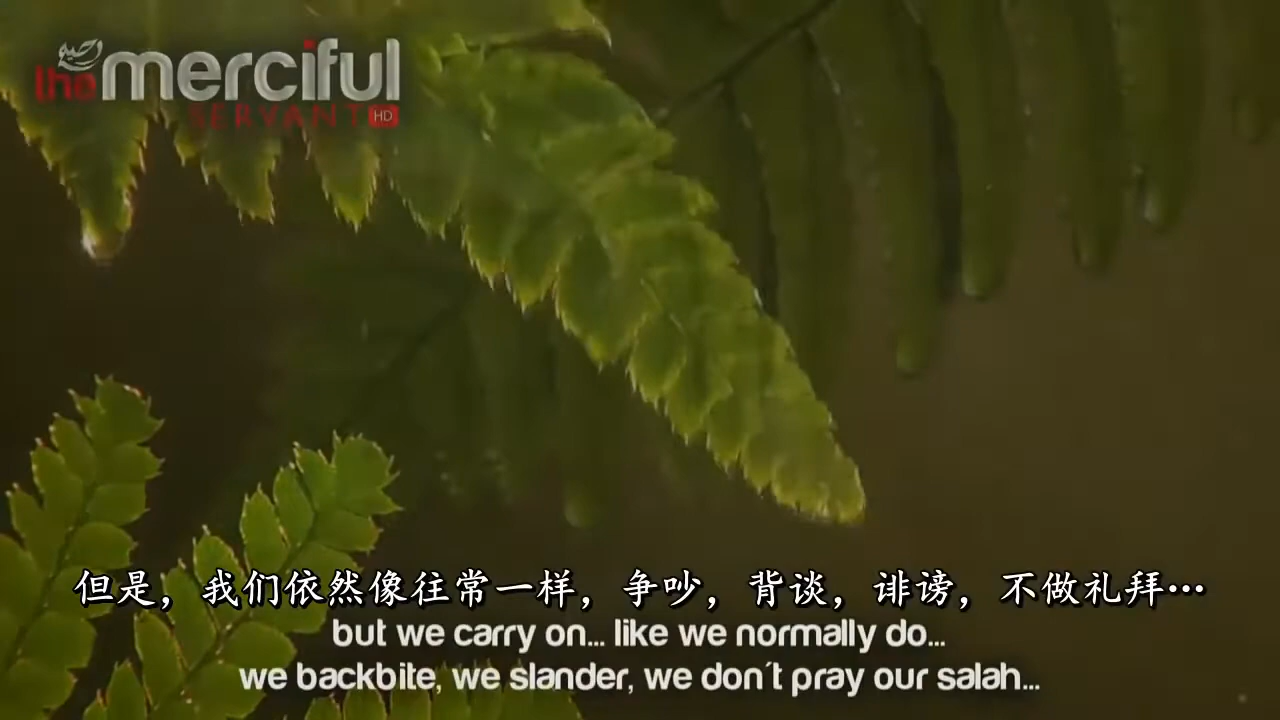 the merciful
SERVANT HD
但是，我们依然像往常一样，争吵，背谈，诽谤，不做礼拜…
but we carry on... like we normally do...
we backbite, we slander, we don't pray our salah...